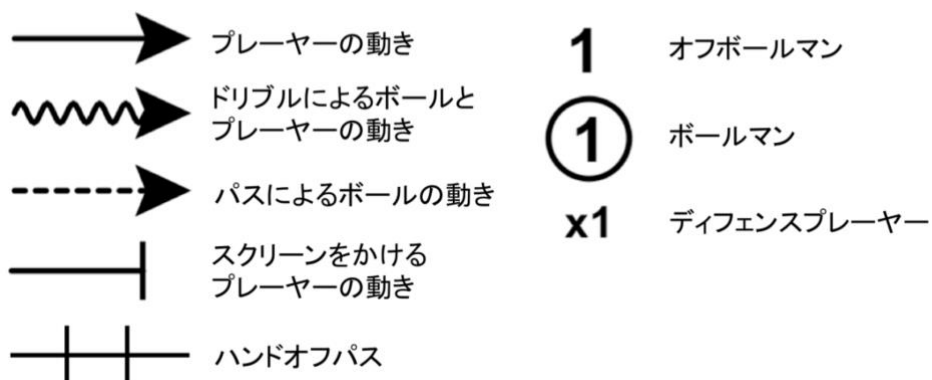 プレーヤーの動き
ドリブルによるボールと
プレーヤーの動き
パスによるボールの動き
スクリーンをかける
プレーヤーの動き
ハンドオフパス
1
オフボールマン
1
ボールマン
x1
ディフェンスプレーヤー